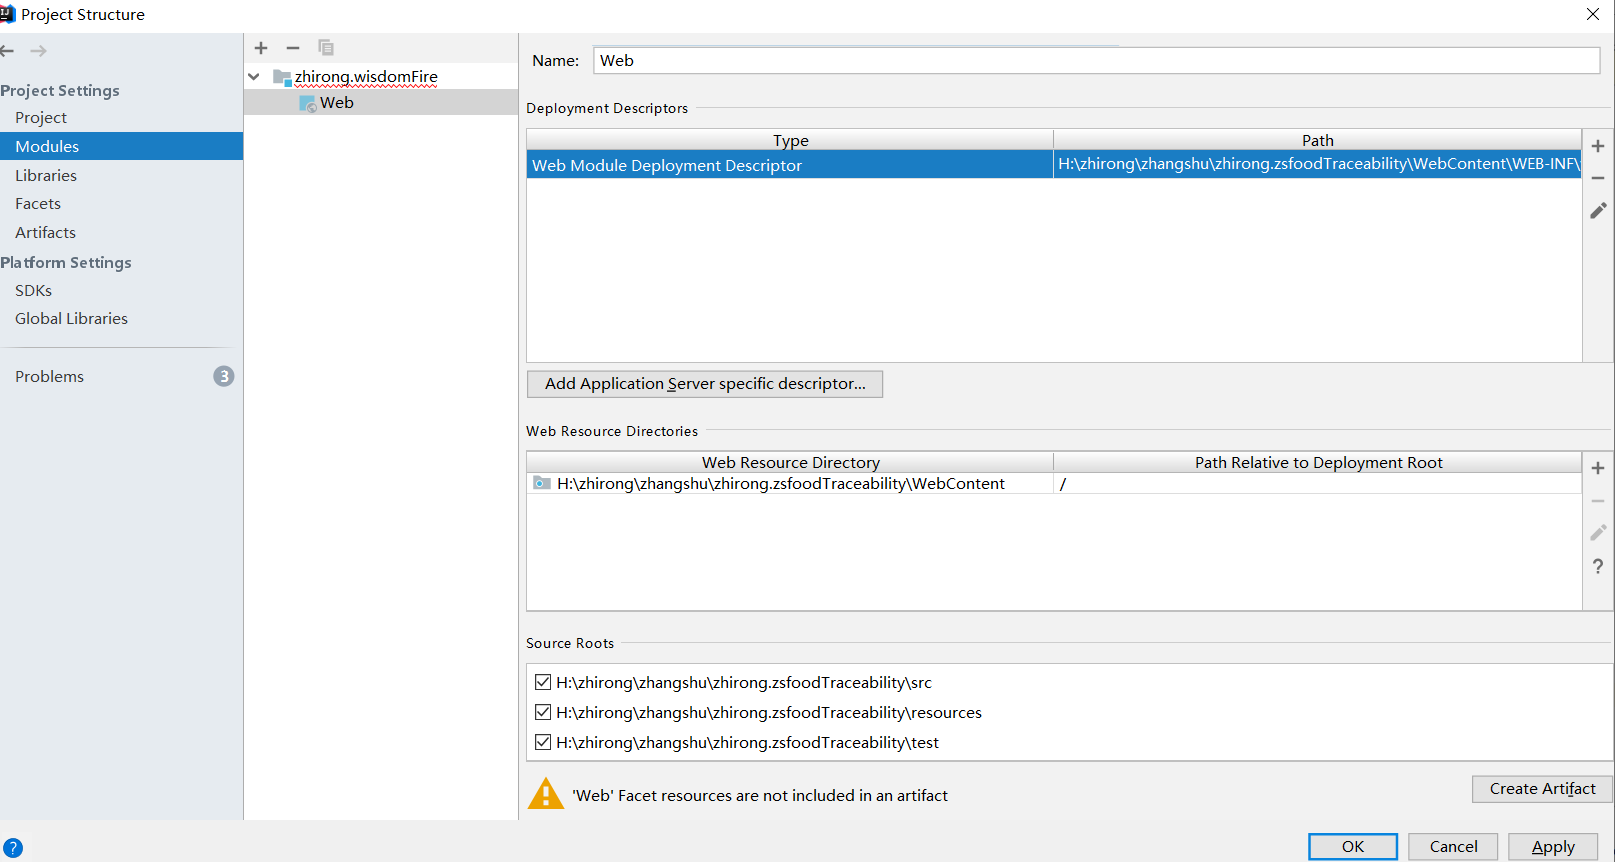 Project Structure
Project Settings
Project
Modules
Libraries
Facets
Artifacts
Platform Settings
SDKs
Global Libraries
Problems
3
zhirong.wisdomFire
Web
Name:
Web
Deployment Descriptors
Type
Path
Web Module Deployment Descriptor
H:\zhirong\zhangshu\zhirong.zsfoodTraceability\WebContent\WEB-INF\
Add Application Server specific descriptor...
Web Resource Directories
Web Resource Directory
Path Relative to Deployment Root
H:\zhirong\zhangshu\zhirong.zsfoodTraceability\WebContent
/
?
Source Roots
H:\zhirong\zhangshu\zhirong.zsfoodTraceability\src
H:\zhirong\zhangshu\zhirong.zsfoodTraceability\resources
H:\zhirong\zhangshu\zhirong.zsfoodTraceability\test
'Web' Facet resources are not included in an artifact
Create Artifact
?
OK
Cancel
Apply